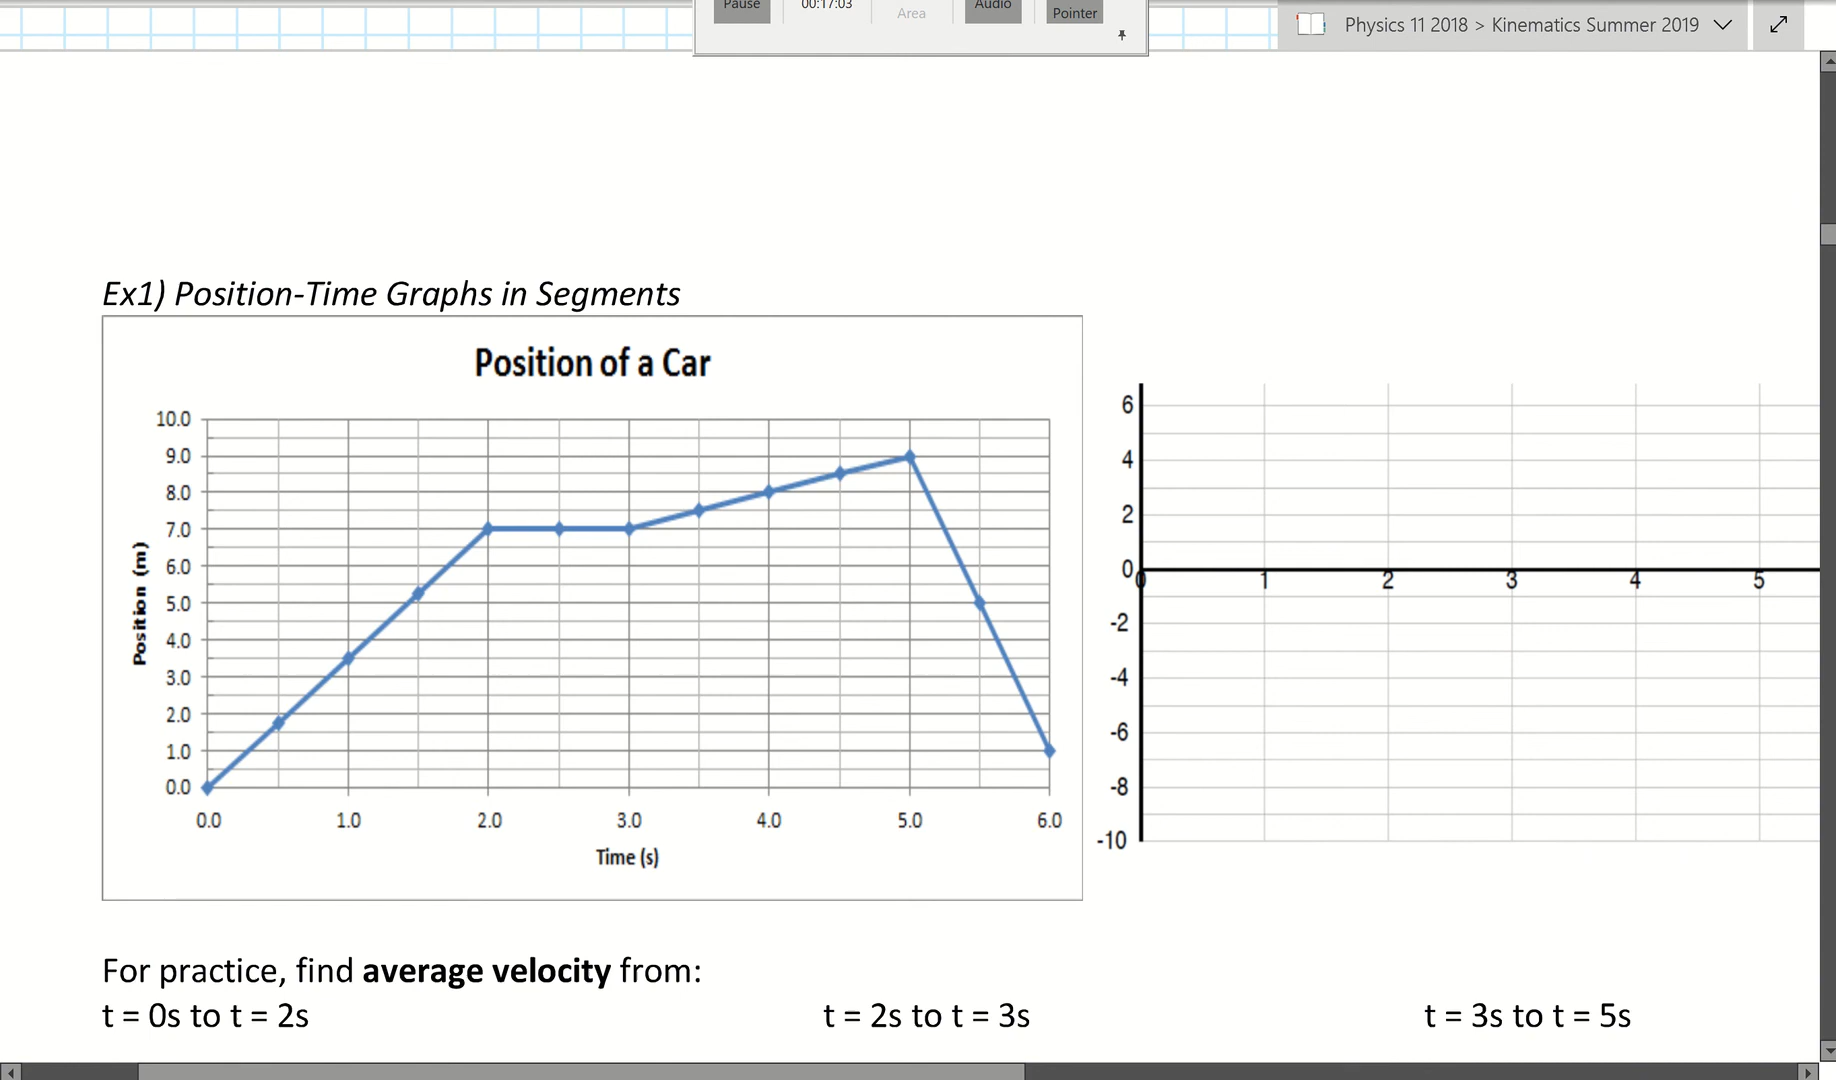 Pause 00:17:03 Area Audio Pointer
Physics 11 2018 > Kinematics Summer 2019
Ex1) Position-Time Graphs in Segments
Position of a Car
10.0
9.0
8.0
7.0
6.0
5.0
4.0
3.0
2.0
1.0
0.0
Position (m)
0.0 1.0 2.0 3.0 4.0 5.0 6.0
Time (s)
6
4
2
0
-2
-4
-6
-8
-10
0 1 2 3 4 5
For practice, find average velocity from:
t = 0s to t = 2s t = 2s to t = 3s t = 3s to t = 5s